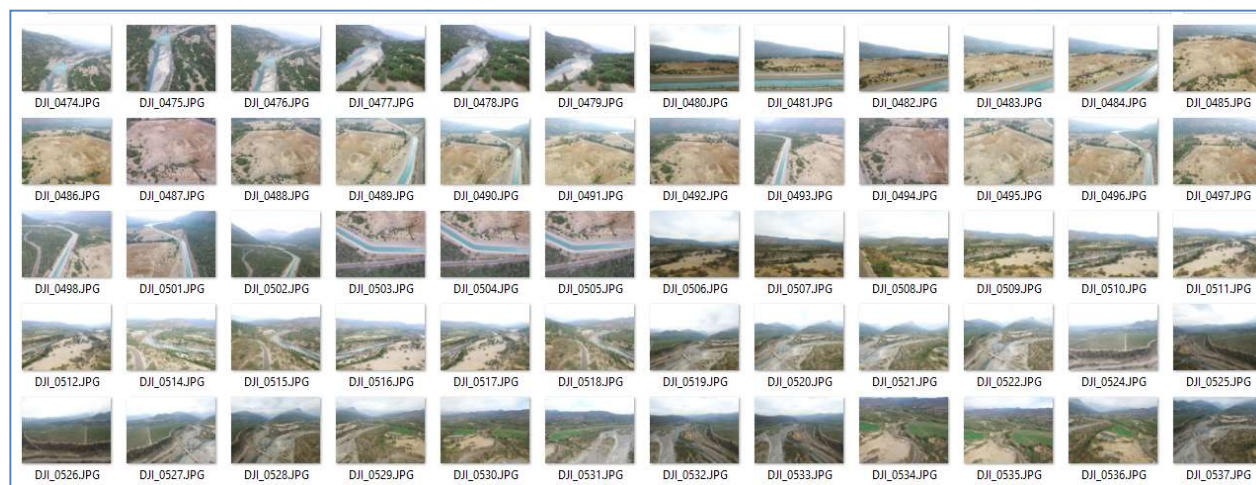 DJI_0474.JPG DJI_0475.JPG DJI_0476.JPG DJI_0477.JPG DJI_0478.JPG DJI_0479.JPG DJI_0480.JPG DJI_0481.JPG DJI_0482.JPG DJI_0483.JPG DJI_0484.JPG DJI_0485.JPG
DJI_0486.JPG DJI_0487.JPG DJI_0488.JPG DJI_0489.JPG DJI_0490.JPG DJI_0491.JPG DJI_0492.JPG DJI_0493.JPG DJI_0494.JPG DJI_0495.JPG DJI_0496.JPG DJI_0497.JPG
DJI_0498.JPG DJI_0501.JPG DJI_0502.JPG DJI_0503.JPG DJI_0504.JPG DJI_0505.JPG DJI_0506.JPG DJI_0507.JPG DJI_0508.JPG DJI_0509.JPG DJI_0510.JPG DJI_0511.JPG
DJI_0512.JPG DJI_0514.JPG DJI_0515.JPG DJI_0516.JPG DJI_0517.JPG DJI_0518.JPG DJI_0519.JPG DJI_0520.JPG DJI_0521.JPG DJI_0522.JPG DJI_0524.JPG DJI_0525.JPG
DJI_0526.JPG DJI_0527.JPG DJI_0528.JPG DJI_0529.JPG DJI_0530.JPG DJI_0531.JPG DJI_0532.JPG DJI_0533.JPG DJI_0534.JPG DJI_0535.JPG DJI_0536.JPG DJI_0537.JPG